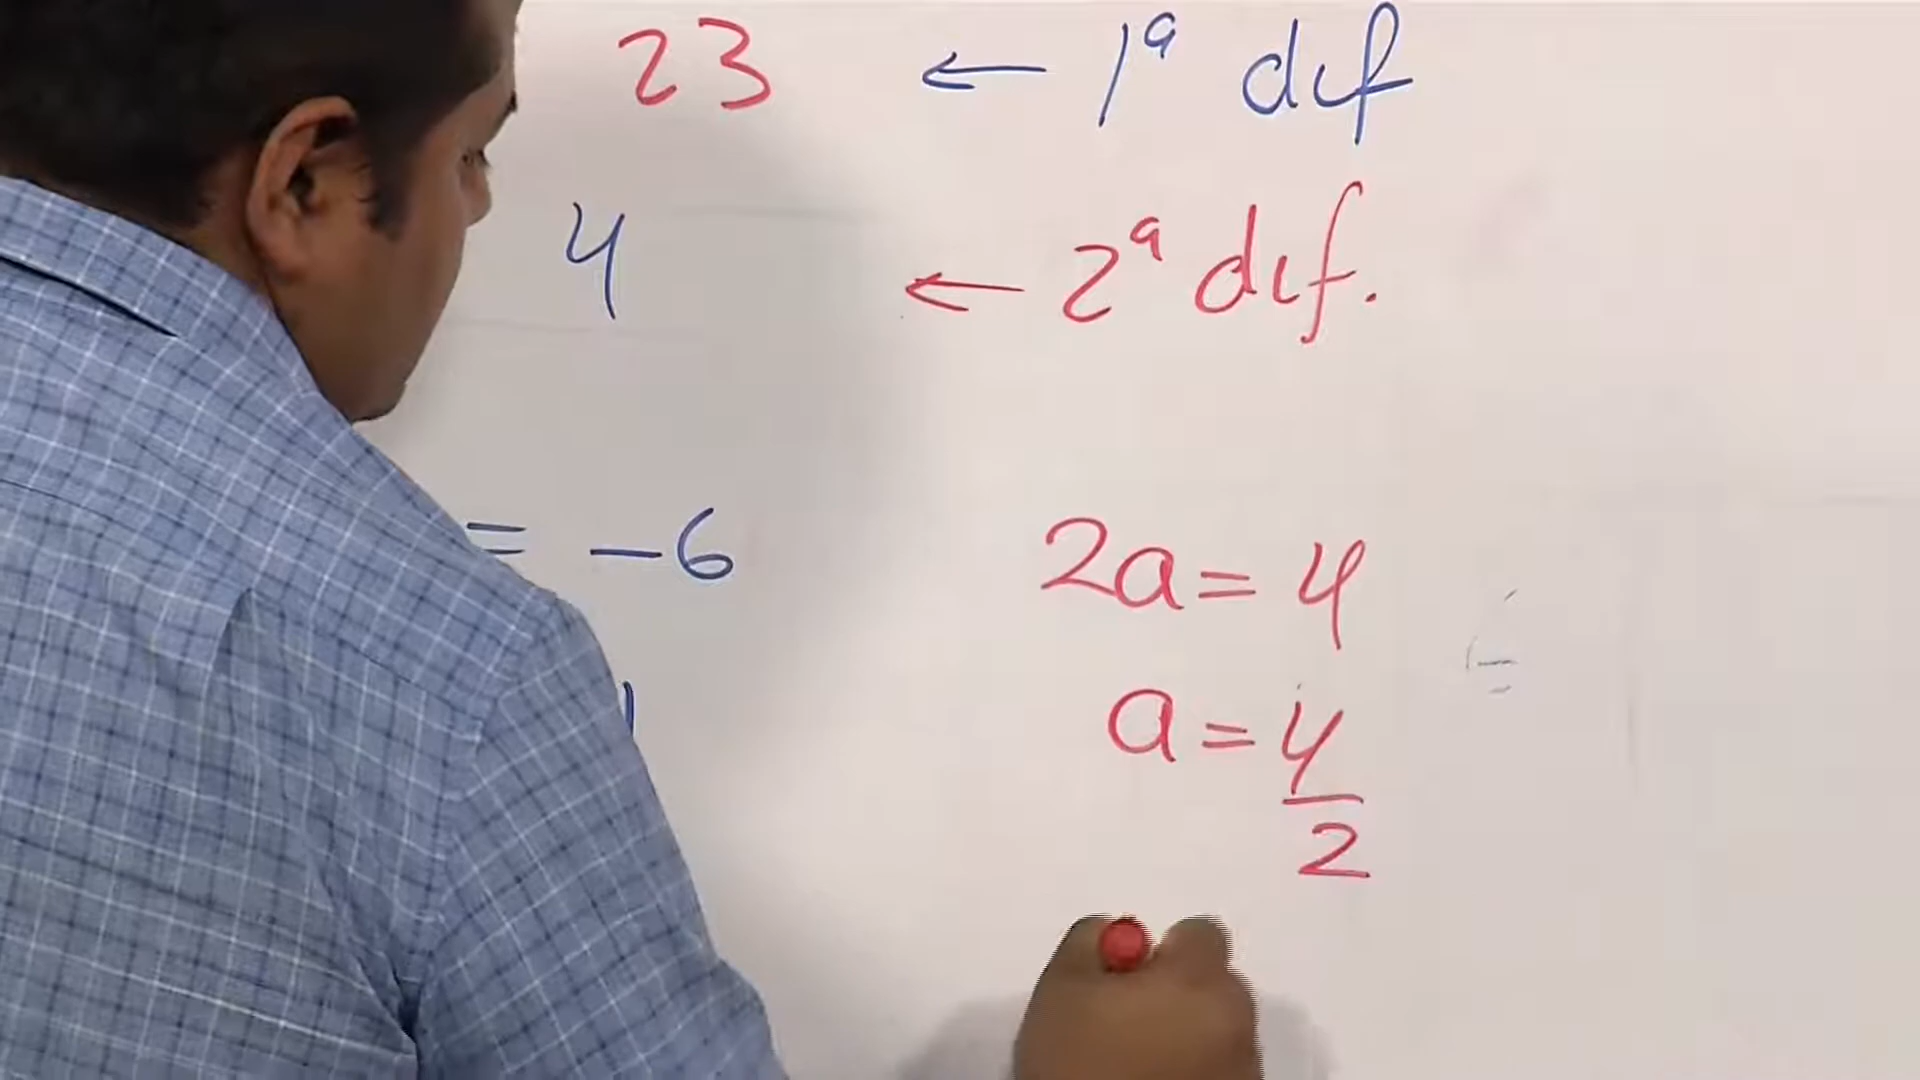 23 ← 1ª dif
4 ← 2ª dif.
= -6
2a = 4
a = 4/2